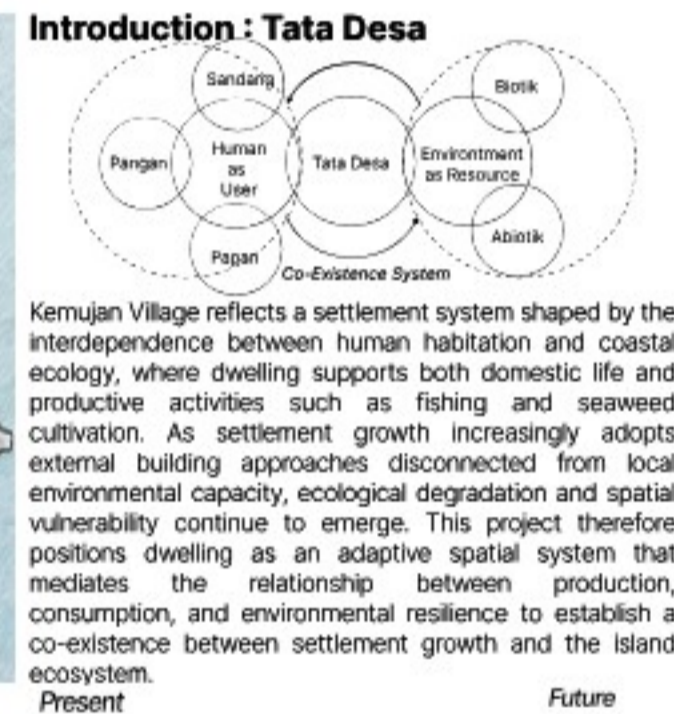 Introduction : Tata Desa
Sandang
Biotik
Pangan
Human
as
User
Tata Desa
Environtment
as Resource
Papan
Abiotik
Co-Existence System
Kemujan Village reflects a settlement system shaped by the
interdependence between human habitation and coastal
ecology, where dwelling supports both domestic life and
productive activities such as fishing and seaweed
cultivation. As settlement growth increasingly adopts
external building approaches disconnected from local
environmental capacity, ecological degradation and spatial
vulnerability continue to emerge. This project therefore
positions dwelling as an adaptive spatial system that
mediates the relationship between production,
consumption, and environmental resilience to establish a
co-existence between settlement growth and the island
ecosystem.
Present
Future